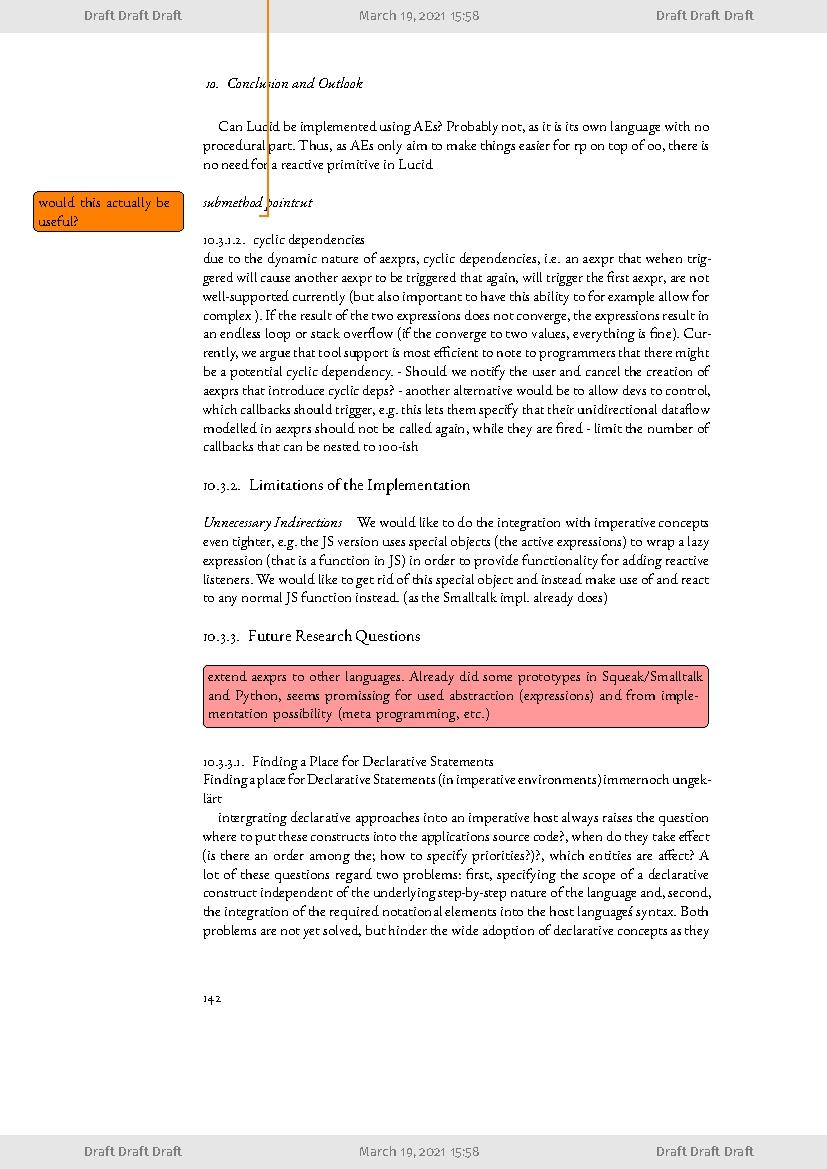 Draft Draft Draft March 19, 2021 15:58 Draft Draft Draft
10. Conclusion and Outlook
Can Lucid be implemented using AEs? Probably not, as it is its own language with no
procedural part. Thus, as AEs only aim to make things easier for rp on top of oo, there is
no need for a reactive primitive in Lucid
would this actually be
useful?
submethod pointcut
10.3.1.2. cyclic dependencies
due to the dynamic nature of aexprs, cyclic dependencies, i.e. an aexpr that wehen trig-
gered will cause another aexpr to be triggered that again, will trigger the first aexpr, are not
well-supported currently (but also important to have this ability to for example allow for
complex ). If the result of the two expressions does not converge, the expressions result in
an endless loop or stack overflow (if the converge to two values, everything is fine). Cur-
rently, we argue that tool support is most efficient to note to programmers that there might
be a potential cyclic dependency. - Should we notify the user and cancel the creation of
aexprs that introduce cyclic deps? - another alternative would be to allow devs to control,
which callbacks should trigger, e.g. this lets them specify that their unidirectional dataflow
modelled in aexprs should not be called again, while they are fired - limit the number of
callbacks that can be nested to 100-ish
10.3.2. Limitations of the Implementation
Unnecessary Indirections We would like to do the integration with imperative concepts
even tighter, e.g. the JS version uses special objects (the active expressions) to wrap a lazy
expression (that is a function in JS) in order to provide functionality for adding reactive
listeners. We would like to get rid of this special object and instead make use of and react
to any normal JS function instead. (as the Smalltalk impl. already does)
10.3.3. Future Research Questions
extend aexprs to other languages. Already did some prototypes in Squeak/Smalltalk
and Python, seems promissing for used abstraction (expressions) and from imple-
mentation possibility (meta programming, etc.)
10.3.3.1. Finding a Place for Declarative Statements
Finding a place for Declarative Statements (in imperative environments) immernoch ungek-
lärt
intergrating declarative approaches into an imperative host always raises the question
where to put these constructs into the applications source code?, when do they take effect
(is there an order among the; how to specify priorities?)?, which entities are affect? A
lot of these questions regard two problems: first, specifying the scope of a declarative
construct independent of the underlying step-by-step nature of the language and, second,
the integration of the required notational elements into the host languageś syntax. Both
problems are not yet solved, but hinder the wide adoption of declarative concepts as they
142
Draft Draft Draft March 19, 2021 15:58 Draft Draft Draft